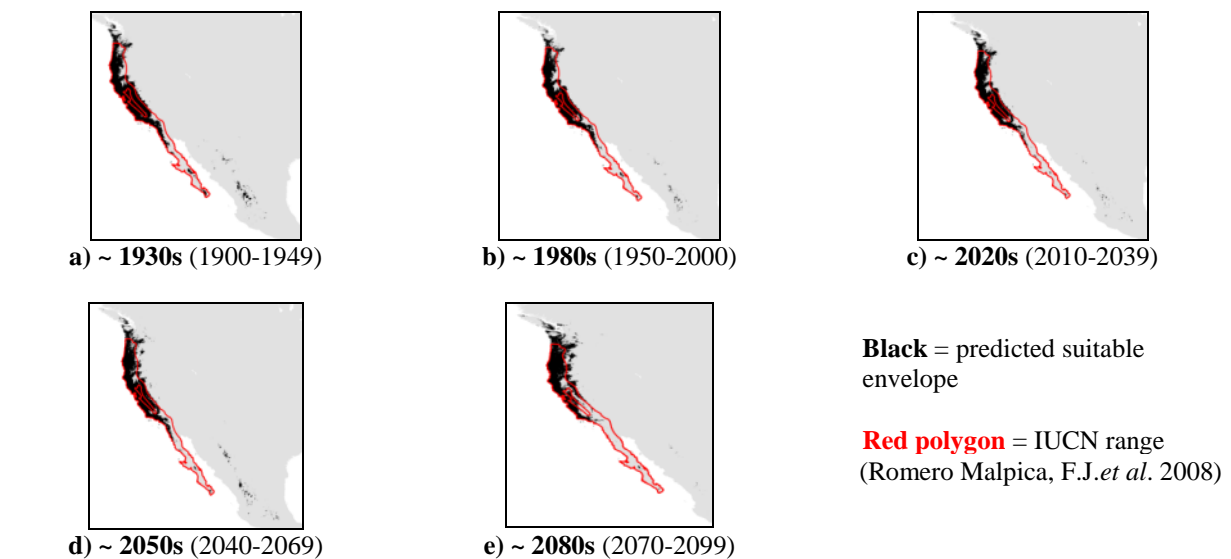 a) ~ 1930s (1900-1949)
b) ~ 1980s (1950-2000)
c) ~ 2020s (2010-2039)
Black = predicted suitable
envelope
Red polygon = IUCN range
(Romero Malpica, F.J.et al. 2008)
d) ~ 2050s (2040-2069)
e) ~ 2080s (2070-2099)